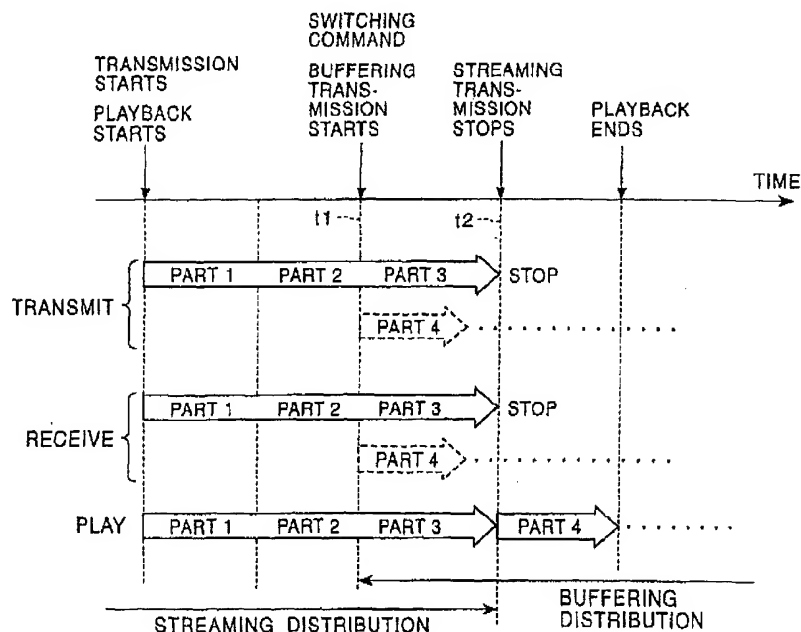 TRANSMISSION
STARTS
PLAYBACK
STARTS
SWITCHING
COMMAND
BUFFERING
TRANS-
MISSION
STARTS
STREAMING
TRANS-
MISSION
STOPS
PLAYBACK
ENDS
TIME
t1
t2
TRANSMIT
PART 1 PART 2 PART 3 STOP
PART 4
RECEIVE
PART 1 PART 2 PART 3 STOP
PART 4
PLAY PART 1 PART 2 PART 3 PART 4
STREAMING DISTRIBUTION
BUFFERING
DISTRIBUTION